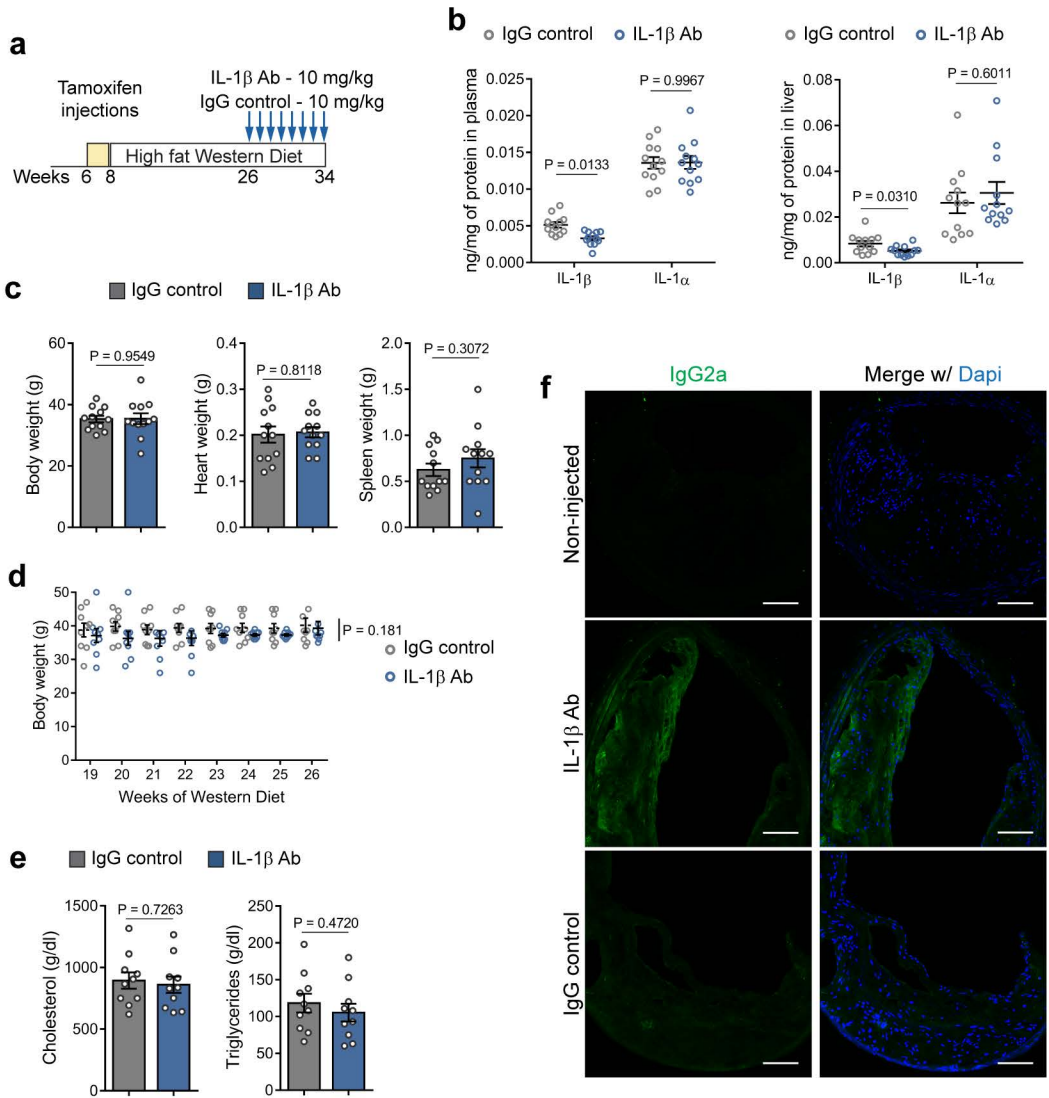 a
Tamoxifen
injections
IL-1β Ab - 10 mg/kg
IgG control - 10 mg/kg
High fat Western Diet
Weeks 6 8 26 34
b
IgG control IL-1β Ab
ng/mg of protein in plasma
0.025
0.020
0.015
0.010
0.005
0.000
P = 0.0133
P = 0.9967
IL-1β IL-1α
IgG control IL-1β Ab
ng/mg of protein in liver
0.08
0.06
0.04
0.02
0.00
P = 0.0310
P = 0.6011
IL-1β IL-1α
c
IgG control IL-1β Ab
Body weight (g)
60
40
20
0
P = 0.9549
Heart weight (g)
0.4
0.3
0.2
0.1
0.0
P = 0.8118
Spleen weight (g)
2.0
1.5
1.0
0.5
0.0
P = 0.3072
d
Body weight (g)
50
40
30
20
10
0
19 20 21 22 23 24 25 26
Weeks of Western Diet
P = 0.181
IgG control
IL-1β Ab
e
IgG control IL-1β Ab
Cholesterol (g/dl)
1500
1000
500
0
P = 0.7263
Triglycerides (g/dl)
250
200
150
100
50
0
P = 0.4720
f
IgG2a Merge w/ Dapi
Non-injected
IL-1β Ab
IgG control